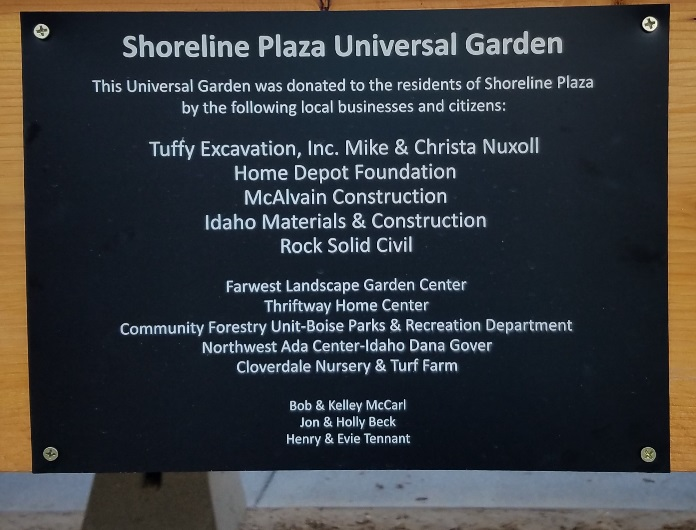 Shoreline Plaza Universal Garden
This Universal Garden was donated to the residents of Shoreline Plaza
by the following local businesses and citizens:
Tuffy Excavation, Inc. Mike & Christa Nuxoll
Home Depot Foundation
McAlvain Construction
Idaho Materials & Construction
Rock Solid Civil
Farwest Landscape Garden Center
Thriftway Home Center
Community Forestry Unit-Boise Parks & Recreation Department
Northwest Ada Center-Idaho Dana Gover
Cloverdale Nursery & Turf Farm
Bob & Kelley McCarl
Jon & Holly Beck
Henry & Evie Tennant